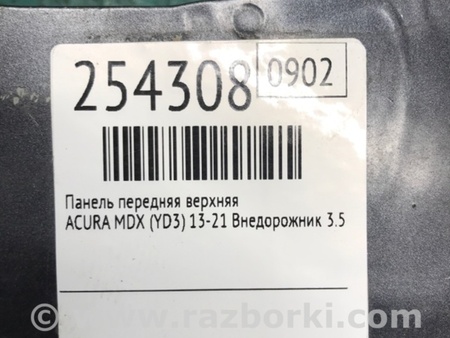 254308 0902
Панель передняя верхняя
ACURA MDX (YD3) 13-21 Внедорожник 3.5
© www.razborki.com